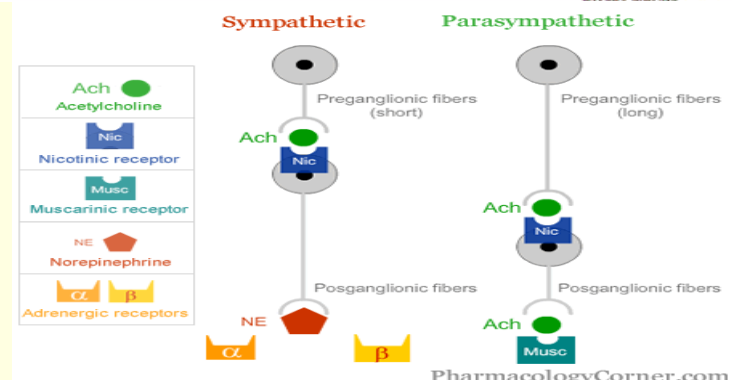 Sympathetic
Parasympathetic
Ach
Acetylcholine
Nic
Nicotinic receptor
Musc
Muscarinic receptor
NE
Norepinephrine
α β
Adrenergic receptors
Preganglionic fibers
(short)
Ach
Nic
Posganglionic fibers
NE
α
β
Preganglionic fibers
(long)
Ach
Nic
Posganglionic fibers
Ach
Musc
PharmacologyCorner.com